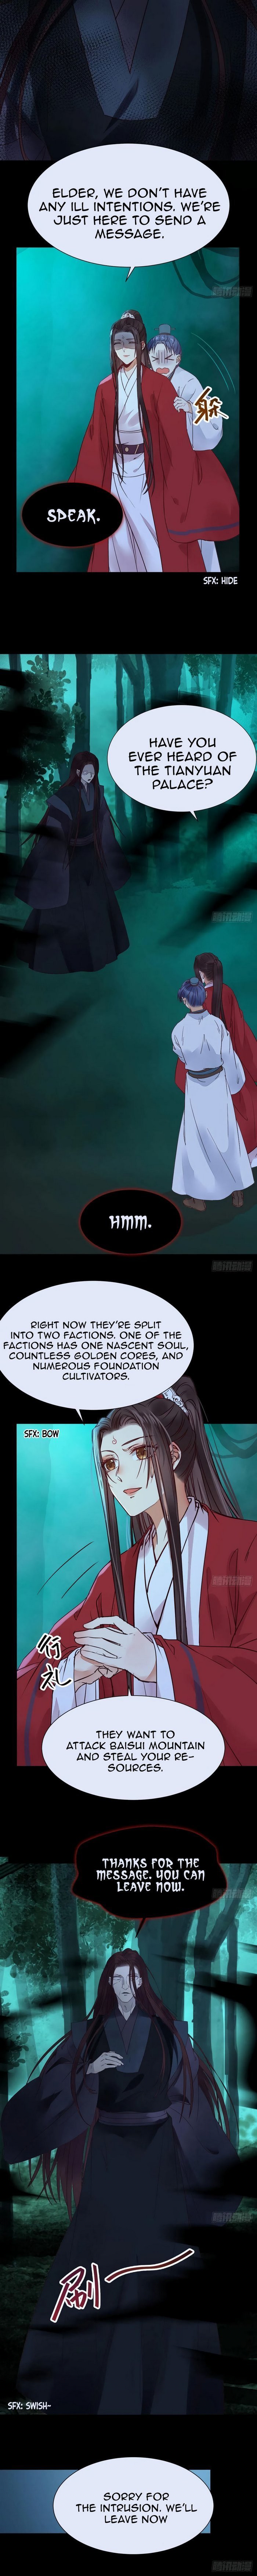 ELDER, WE DON'T HAVE
ANY ILL INTENTIONS. WE'RE
JUST HERE TO SEND A
MESSAGE.
躲
SPEAK.
SFX: HIDE
HAVE YOU
EVER HEARD OF
THE TIANYUAN
PALACE?
HMM.
RIGHT NOW THEY'RE SPLIT
INTO TWO FACTIONS. ONE OF THE
FACTIONS HAS ONE NASCENT SOUL,
COUNTLESS GOLDEN CORES, AND
NUMEROUS FOUNDATION
CULTIVATORS.
SFX: BOW
行
礼
THEY WANT TO
ATTACK BAISUI MOUNTAIN
AND STEAL YOUR RE-
SOURCES.
THANKS FOR THE
MESSAGE. YOU CAN
LEAVE NOW.
刷
SFX: SWISH~
SORRY FOR
THE INTRUSION. WE'LL
LEAVE NOW